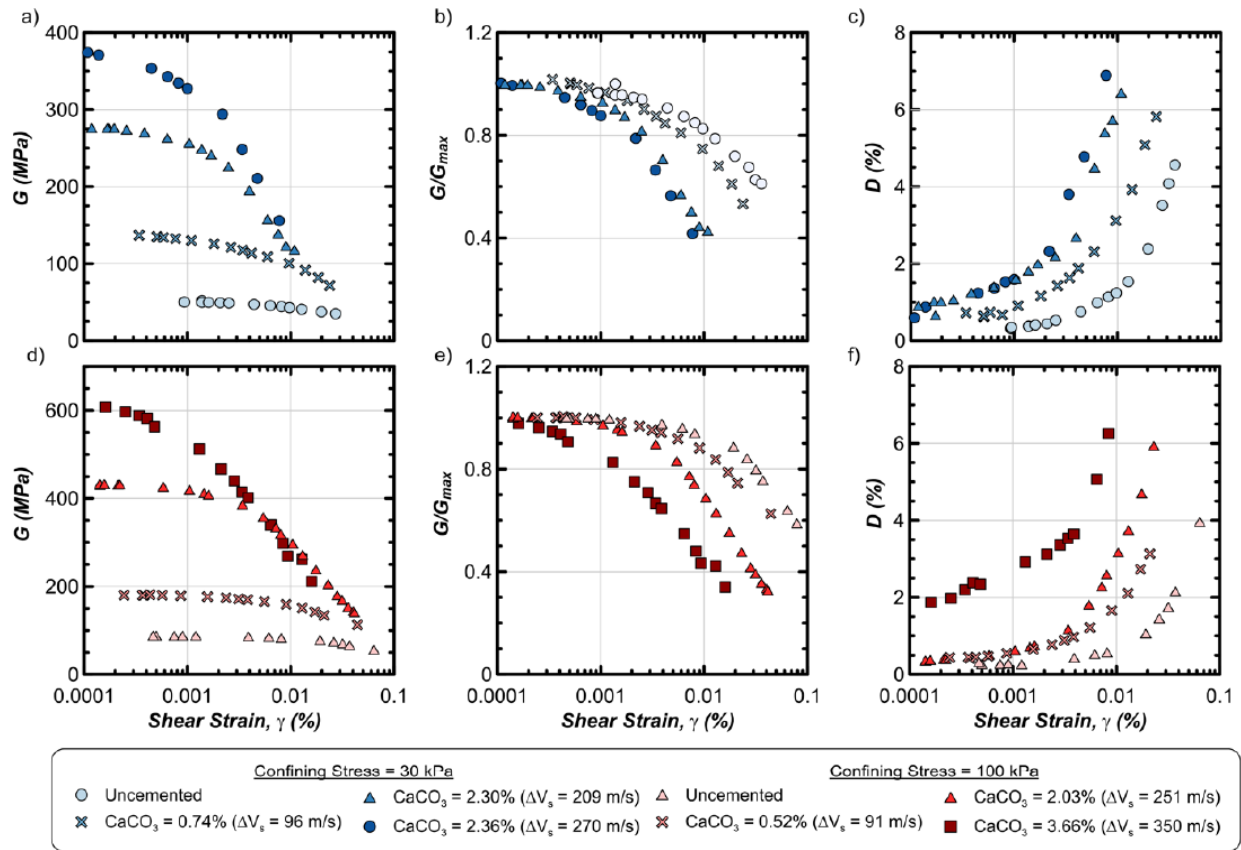 a)
b)
c)
400
300
200
100
0
G (MPa)
1.2
0.8
0.4
0
G/Gmax
8
6
4
2
0
D (%)
d)
e)
f)
600
400
200
0
G (MPa)
0.0001
0.001
0.01
0.1
Shear Strain, γ (%)
1.2
0.8
0.4
0
G/Gmax
0.0001
0.001
0.01
0.1
Shear Strain, γ (%)
8
6
4
2
0
D (%)
0.0001
0.001
0.01
0.1
Shear Strain, γ (%)
Confining Stress = 30 kPa
Uncemented
CaCO₃ = 0.74% (ΔVₛ = 96 m/s)
CaCO₃ = 2.30% (ΔVₛ = 209 m/s)
CaCO₃ = 2.36% (ΔVₛ = 270 m/s)
Confining Stress = 100 kPa
Uncemented
CaCO₃ = 0.52% (ΔVₛ = 91 m/s)
CaCO₃ = 2.03% (ΔVₛ = 251 m/s)
CaCO₃ = 3.66% (ΔVₛ = 350 m/s)